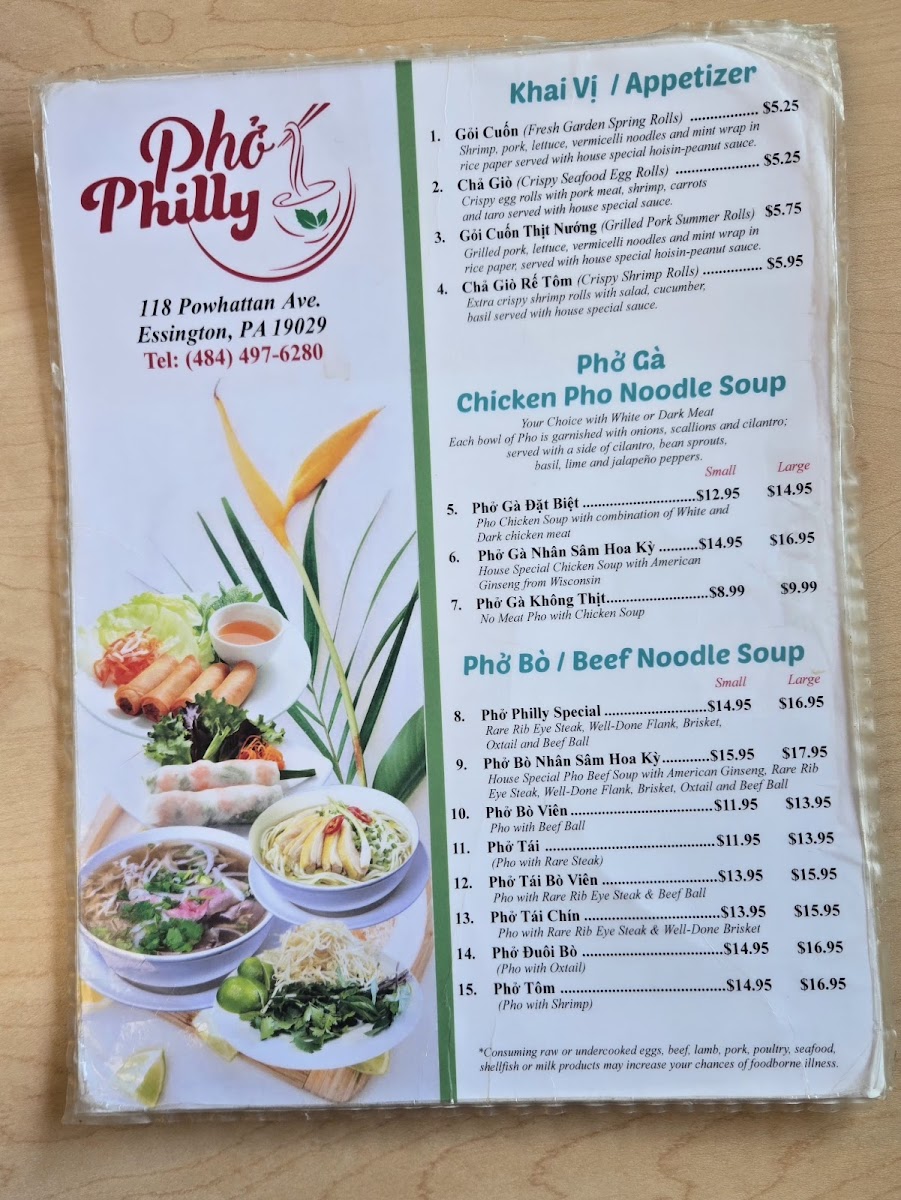 Phở
Philly
118 Powhattan Ave.
Essington, PA 19029
Tel: (484) 497-6280
Khai Vị / Appetizer
1. Gỏi Cuốn (Fresh Garden Spring Rolls) ................. $5.25
Shrimp, pork, lettuce, vermicelli noodles and mint wrap in
rice paper served with house special hoisin-peanut sauce.
2. Chả Giò (Crispy Seafood Egg Rolls) ..................... $5.25
Crispy egg rolls with pork meat, shrimp, carrots
and taro served with house special sauce.
3. Gỏi Cuốn Thịt Nướng (Grilled Pork Summer Rolls) $5.75
Grilled pork, lettuce, vermicelli noodles and mint wrap in
rice paper, served with house special hoisin-peanut sauce.
4. Chả Giò Rế Tôm (Crispy Shrimp Rolls) ............... $5.95
Extra crispy shrimp rolls with salad, cucumber,
basil served with house special sauce.
Phở Gà
Chicken Pho Noodle Soup
Your Choice with White or Dark Meat
Each bowl of Pho is garnished with onions, scallions and cilantro;
served with a side of cilantro, bean sprouts,
basil, lime and jalapeño peppers.
Small Large
5. Phở Gà Đặt Biệt ............................$12.95 $14.95
Pho Chicken Soup with combination of White and
Dark chicken meat
6. Phở Gà Nhân Sâm Hoa Kỳ ..........$14.95 $16.95
House Special Chicken Soup with American
Ginseng from Wisconsin
7. Phở Gà Không Thịt.........................$8.99 $9.99
No Meat Pho with Chicken Soup
Phở Bò / Beef Noodle Soup
Small Large
8. Phở Philly Special ..........................$14.95 $16.95
Rare Rib Eye Steak, Well-Done Flank, Brisket,
Oxtail and Beef Ball
9. Phở Bò Nhân Sâm Hoa Kỳ............$15.95 $17.95
House Special Pho Beef Soup with American Ginseng, Rare Rib
Eye Steak, Well-Done Flank, Brisket, Oxtail and Beef Ball
10. Phở Bò Viên...................................$11.95 $13.95
Pho with Beef Ball
11. Phở Tái ..........................................$11.95 $13.95
(Pho with Rare Steak)
12. Phở Tái Bò Viên ............................$13.95 $15.95
Pho with Rare Rib Eye Steak & Beef Ball
13. Phở Tái Chín ..................................$13.95 $15.95
Pho with Rare Rib Eye Steak & Well-Done Brisket
14. Phở Đuôi Bò ...................................$14.95 $16.95
(Pho with Oxtail)
15. Phở Tôm .........................................$14.95 $16.95
(Pho with Shrimp)
*Consuming raw or undercooked eggs, beef, lamb, pork, poultry, seafood,
shellfish or milk products may increase your chances of foodborne illness.